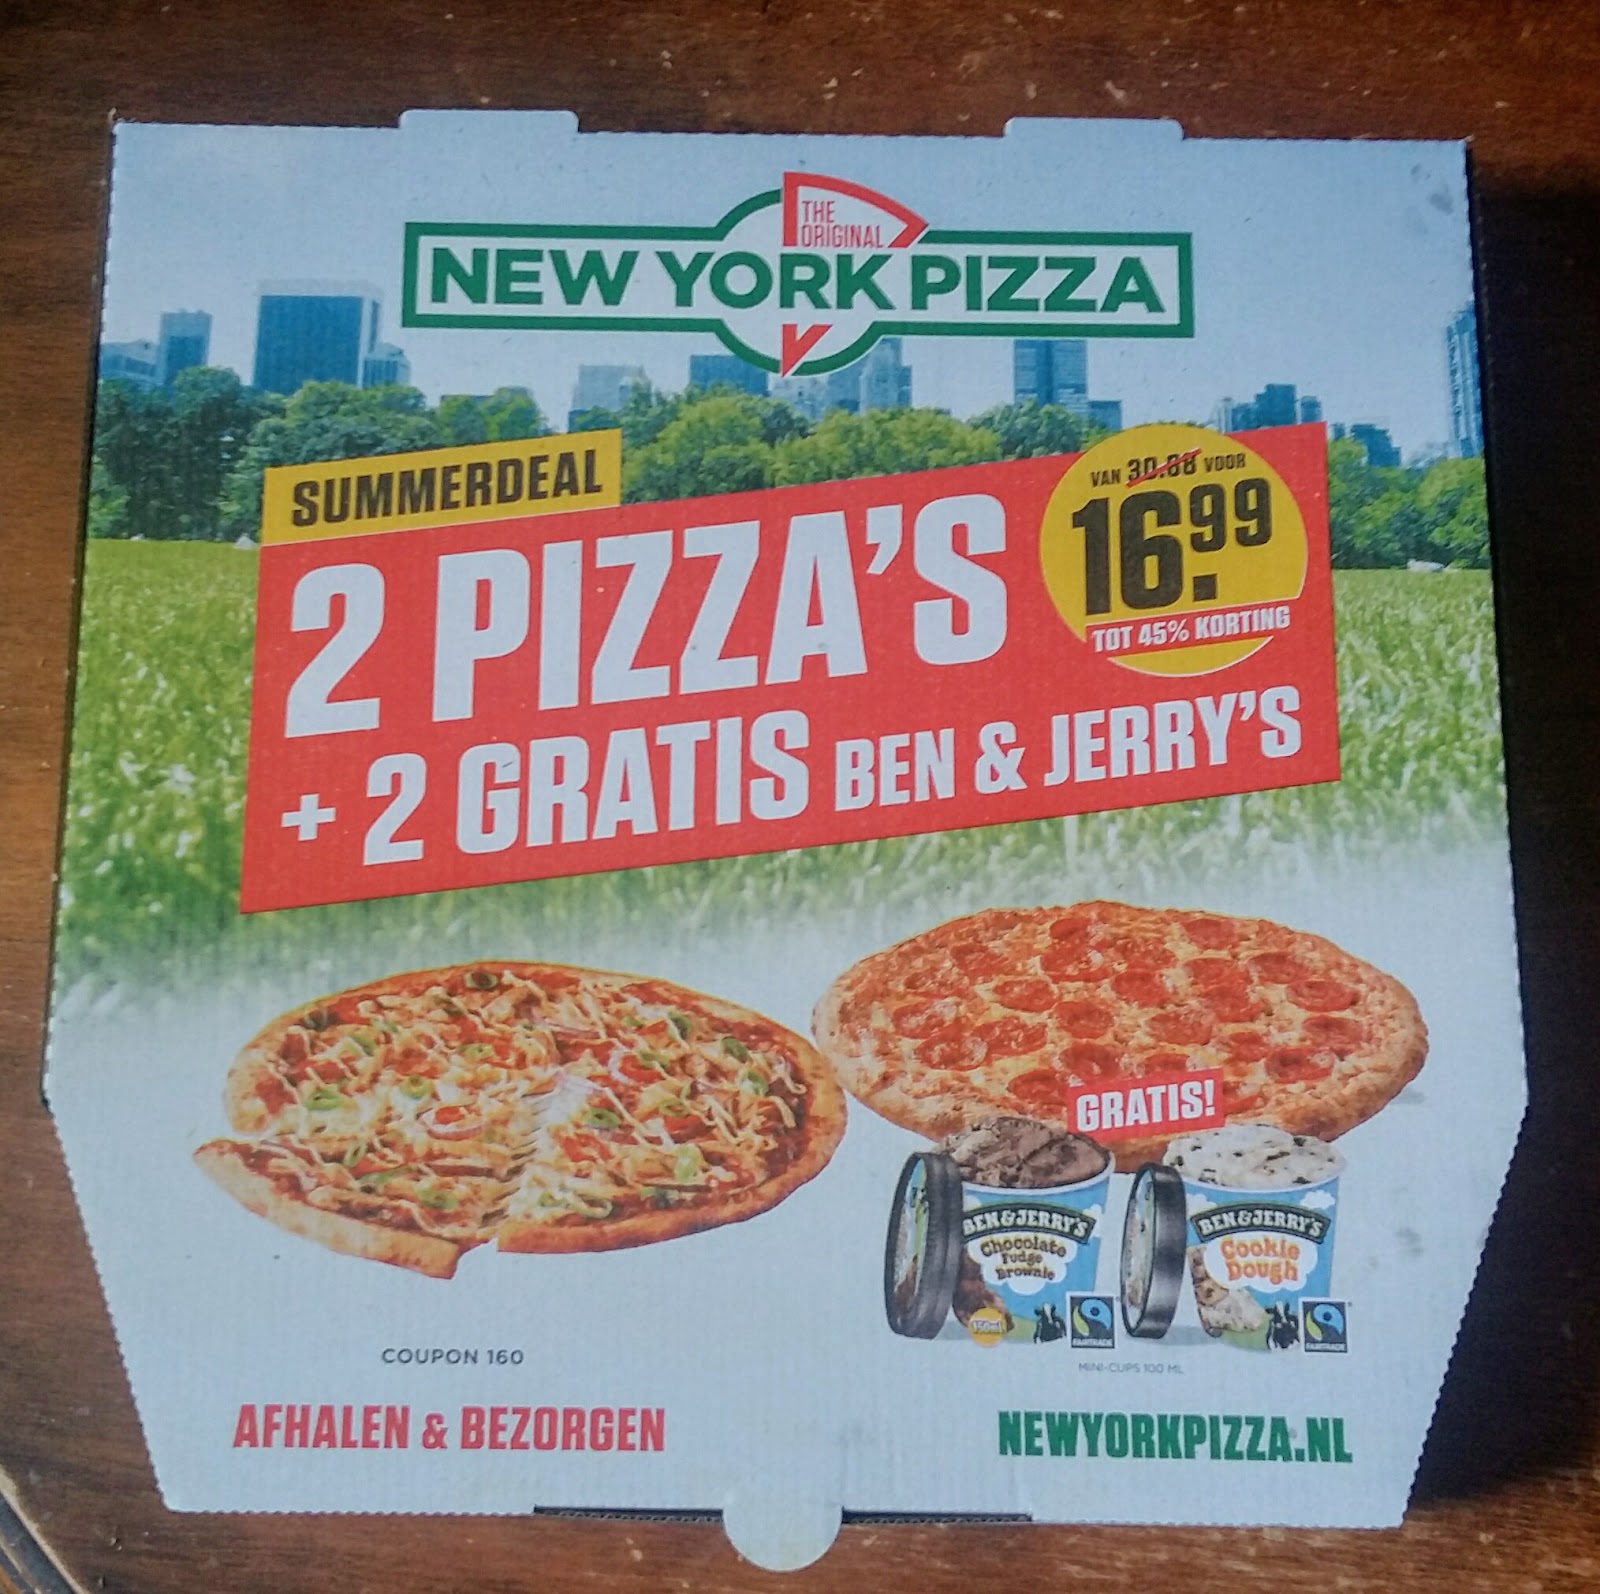 THE
ORIGINAL
NEW YORK PIZZA
SUMMERDEAL
2 PIZZA'S
+ 2 GRATIS BEN & JERRY'S
VAN 30.88 VOOR
16.99
TOT 45% KORTING
GRATIS!
BEN & JERRY'S
Chocolate
Fudge
Brownie
150ml
FAIRTRADE
BEN & JERRY'S
Cookie
Dough
FAIRTRADE
MINI-CUPS 100 ML
COUPON 160
AFHALEN & BEZORGEN
NEWYORKPIZZA.NL